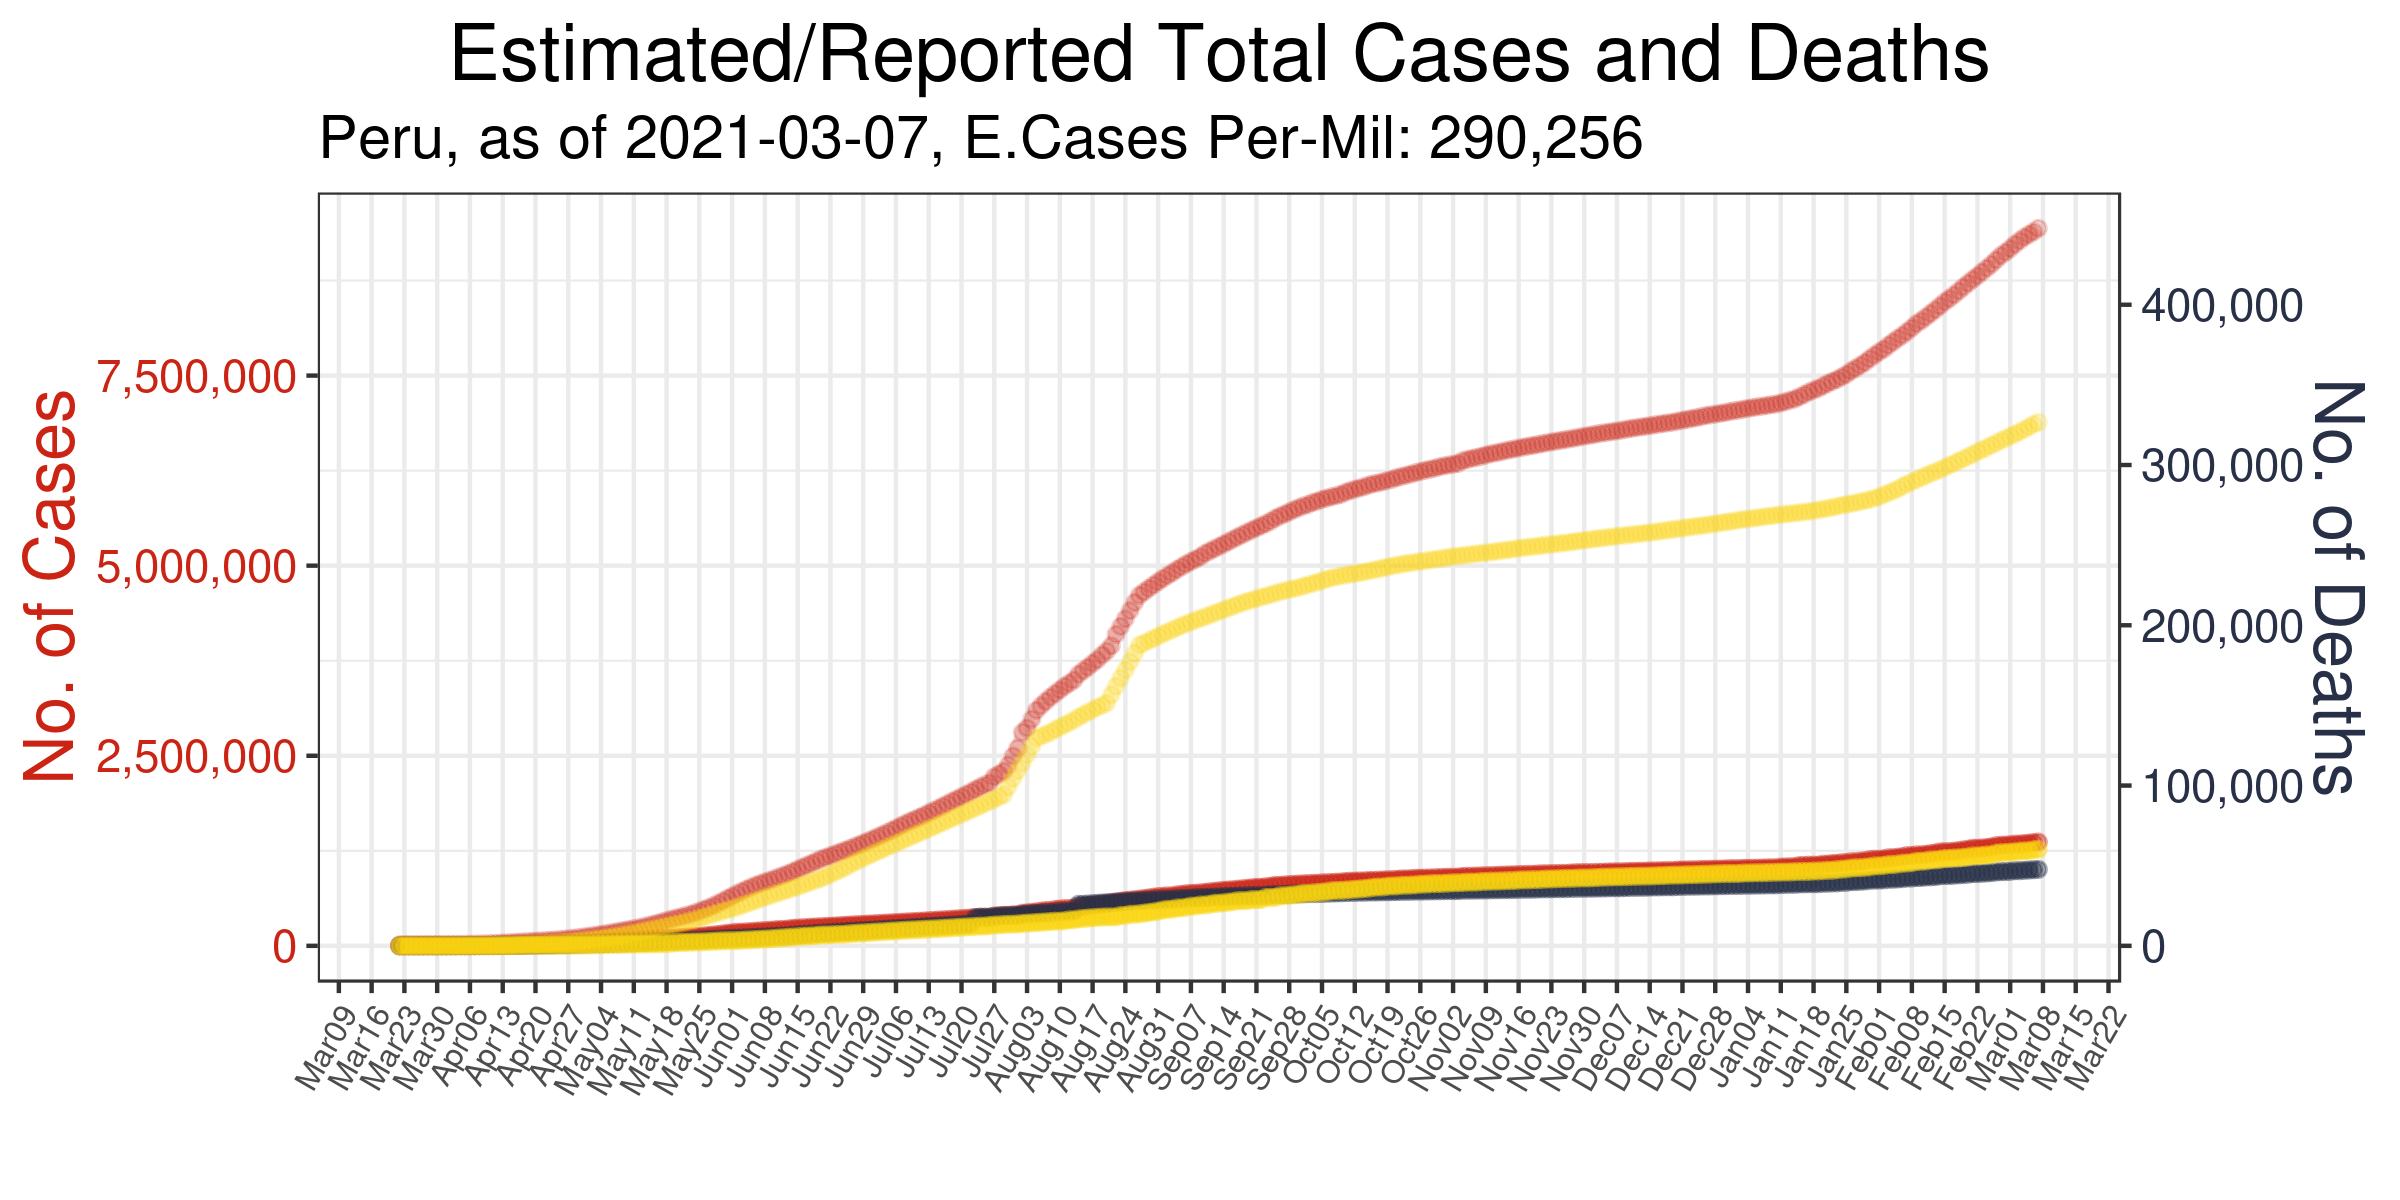 Estimated/Reported Total Cases and Deaths
Peru, as of 2021-03-07, E.Cases Per-Mil: 290,256
No. of Cases
7,500,000
5,000,000
2,500,000
0
400,000
300,000
200,000
100,000
0
No. of Deaths
Mar09
Mar16
Mar23
Mar30
Apr06
Apr13
Apr20
Apr27
May04
May11
May18
May25
Jun01
Jun08
Jun15
Jun22
Jun29
Jul06
Jul13
Jul20
Jul27
Aug03
Aug10
Aug17
Aug24
Aug31
Sep07
Sep14
Sep21
Sep28
Oct05
Oct12
Oct19
Oct26
Nov02
Nov09
Nov16
Nov23
Nov30
Dec07
Dec14
Dec21
Dec28
Jan04
Jan11
Jan18
Jan25
Feb01
Feb08
Feb15
Feb22
Mar01
Mar08
Mar15
Mar22